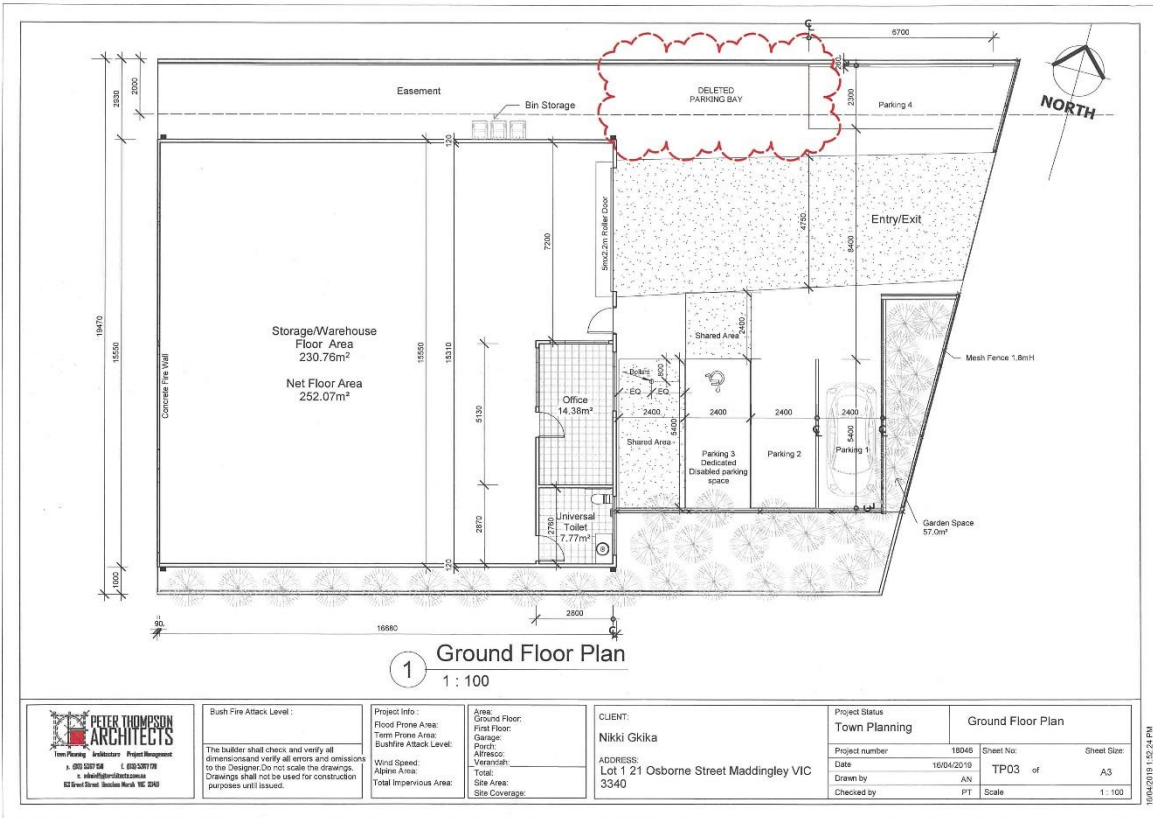 6700
2930
2000
Easement
Bin Storage
DELETED
PARKING BAY
260
2300
Parking 4
NORTH
120
19470
15550
Concrete Fire Wall
Storage/Warehouse
Floor Area
230.76m²
Net Floor Area
252.07m²
15550
15310
7200
5mx2.2m Roller Door
4750
8400
Entry/Exit
Mesh Fence 1.8mH
Shared Area
2400
Bollard
800
EQ
EQ
5130
Office
14.38m²
2400
2400
2400
2400
5400
5400
Shared Area
Parking 3
Dedicated
Disabled parking
space
Parking 2
Parking 1
Garden Space
57.0m²
2870
2760
Universal
Toilet
7.77m²
120
1000
2800
90
16680
1
Ground Floor Plan
1 : 100
PETER THOMPSON
ARCHITECTS
Town Planning Architecture Project Management
Bush Fire Attack Level :
The builder shall check and verify all
dimensionsand verify all errors and omissions
to the Designer.Do not scale the drawings.
Drawings shall not be used for construction
purposes until issued.
Project Info :
Flood Prone Area:
Term Prone Area:
Bushfire Attack Level:
Wind Speed:
Alpine Area:
Total Impervious Area:
Area:
Ground Floor:
First Floor:
Garage:
Porch:
Alfresco:
Verandah:
Total:
Site Area:
Site Coverage:
CLIENT:
Nikki Gkika
ADDRESS:
Lot 1 21 Osborne Street Maddingley VIC
3340
Project Status
Town Planning
Project number 18046
Date 16/04/2019
Drawn by AN
Checked by PT
Ground Floor Plan
Sheet No: Sheet Size:
TP03 of A3
Scale 1 : 100
16/04/2019 1:52:24 PM